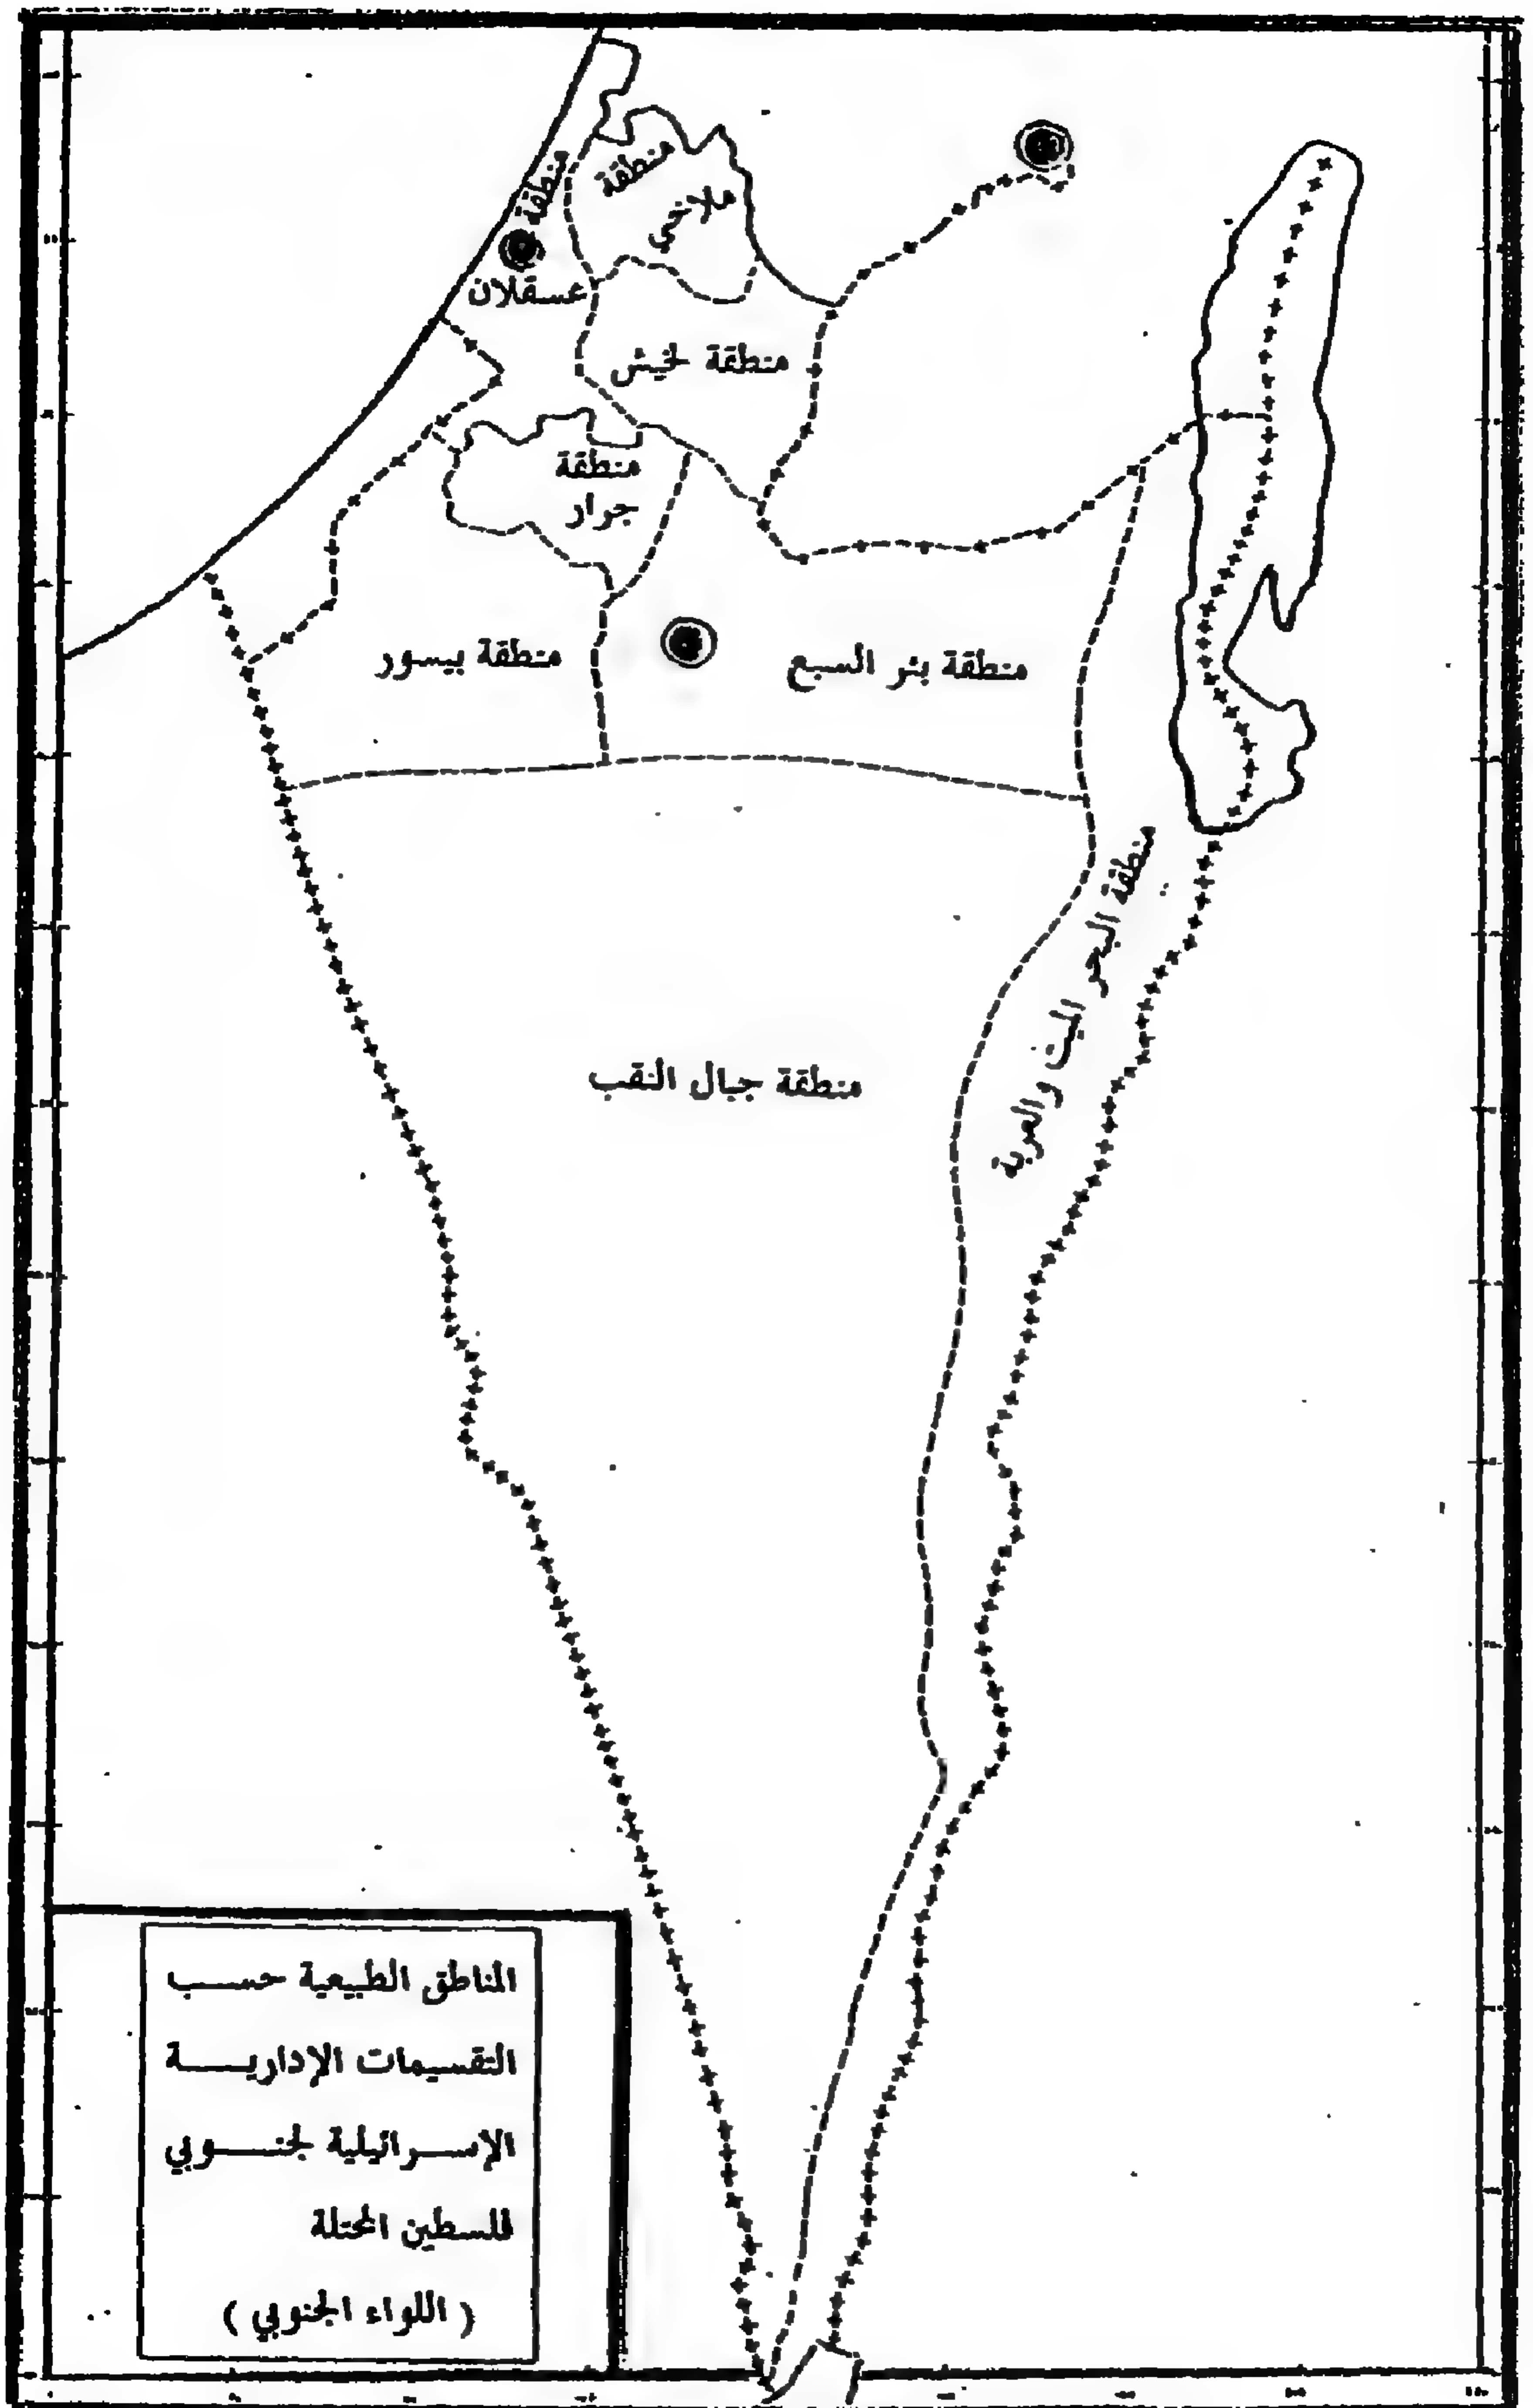 منطقة
ملاخي
منطقة
عسقلان
منطقة لخيش
منطقة
جرار
منطقة بيسور
منطقة بئر السبع
منطقة البحر الميت والعربة
منطقة جبال النقب
المناطق الطبيعية حسب
التقسيمات الإدارية
الإسرائيلية لجنوبي
فلسطين المحتلة
( اللواء الجنوبي )